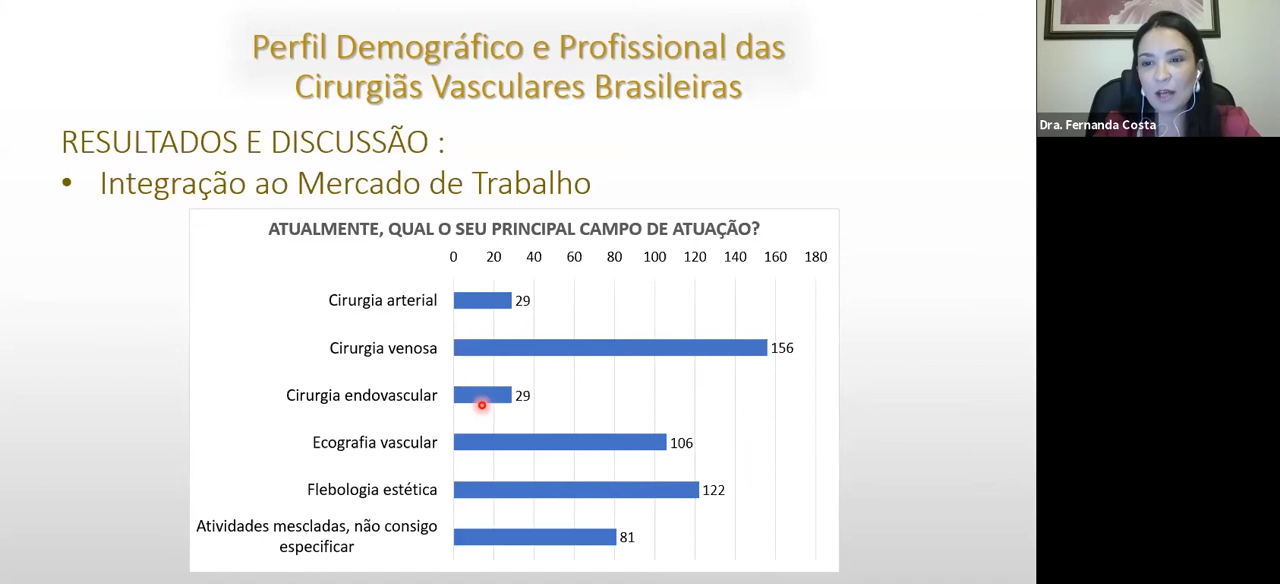 Perfil Demográfico e Profissional das
Cirurgiãs Vasculares Brasileiras
Dra. Fernanda Costa
RESULTADOS E DISCUSSÃO :
• Integração ao Mercado de Trabalho
ATUALMENTE, QUAL O SEU PRINCIPAL CAMPO DE ATUAÇÃO?
0 20 40 60 80 100 120 140 160 180
Cirurgia arterial 29
Cirurgia venosa 156
Cirurgia endovascular 29
Ecografia vascular 106
Flebologia estética 122
Atividades mescladas, não consigo
especificar 81